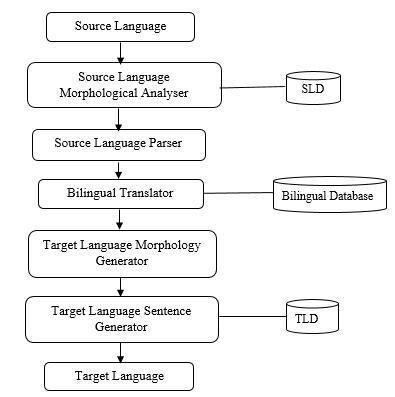 Source Language
Source Language
Morphological Analyser
SLD
Source Language Parser
Bilingual Translator
Bilingual Database
Target Language Morphology
Generator
Target Language Sentence
Generator
TLD
Target Language